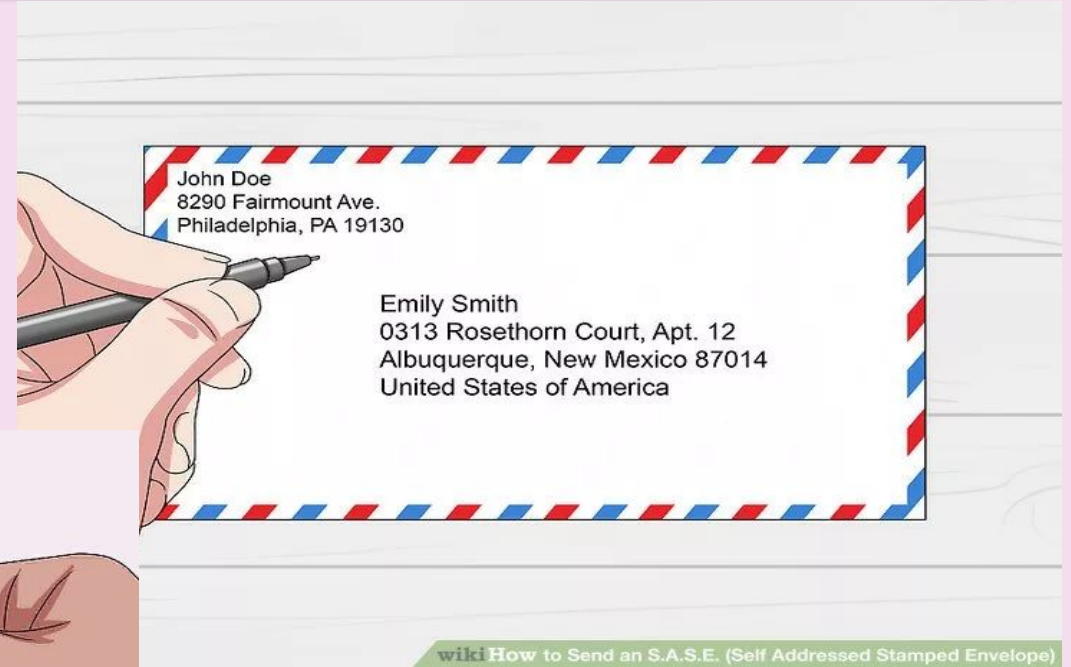 John Doe
8290 Fairmount Ave.
Philadelphia, PA 19130
Emily Smith
0313 Rosethorn Court, Apt. 12
Albuquerque, New Mexico 87014
United States of America
wikiHow to Send an S.A.S.E. (Self Addressed Stamped Envelope)